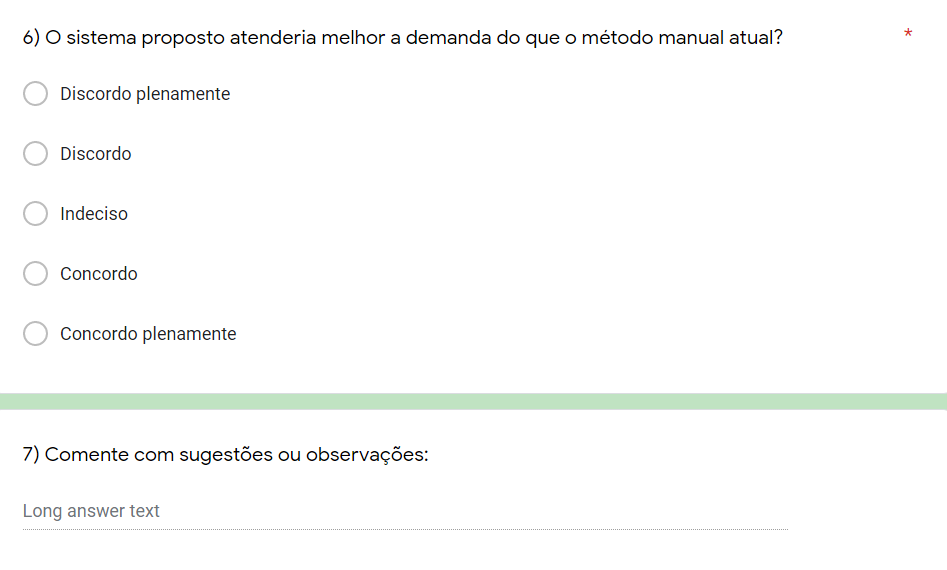 6) O sistema proposto atenderia melhor a demanda do que o método manual atual? *
Discordo plenamente
Discordo
Indeciso
Concordo
Concordo plenamente
7) Comente com sugestões ou observações:
Long answer text